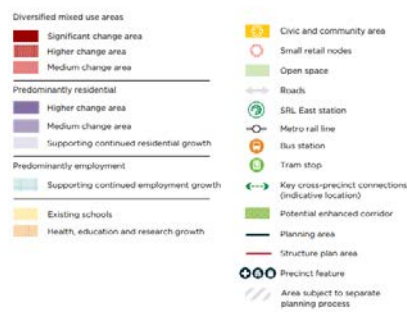 Diversified mixed use areas
Significant change area
Higher change area
Medium change area
Predominantly residential
Higher change area
Medium change area
Supporting continued residential growth
Predominantly employment
Supporting continued employment growth
Existing schools
Health, education and research growth
Civic and community area
Small retail nodes
Open space
Roads
SRL East station
Metro rail line
Bus station
Tram stop
Key cross-precinct connections
(indicative location)
Potential enhanced corridor
Planning area
Structure plan area
Precinct feature
Area subject to separate
planning process